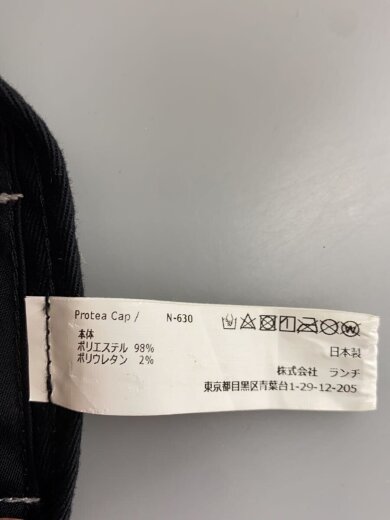 Protea Cap / N-630
本体
ポリエステル 98%
ポリウレタン 2%
日本製
株式会社 ランチ
東京都目黒区青葉台1-29-12-205